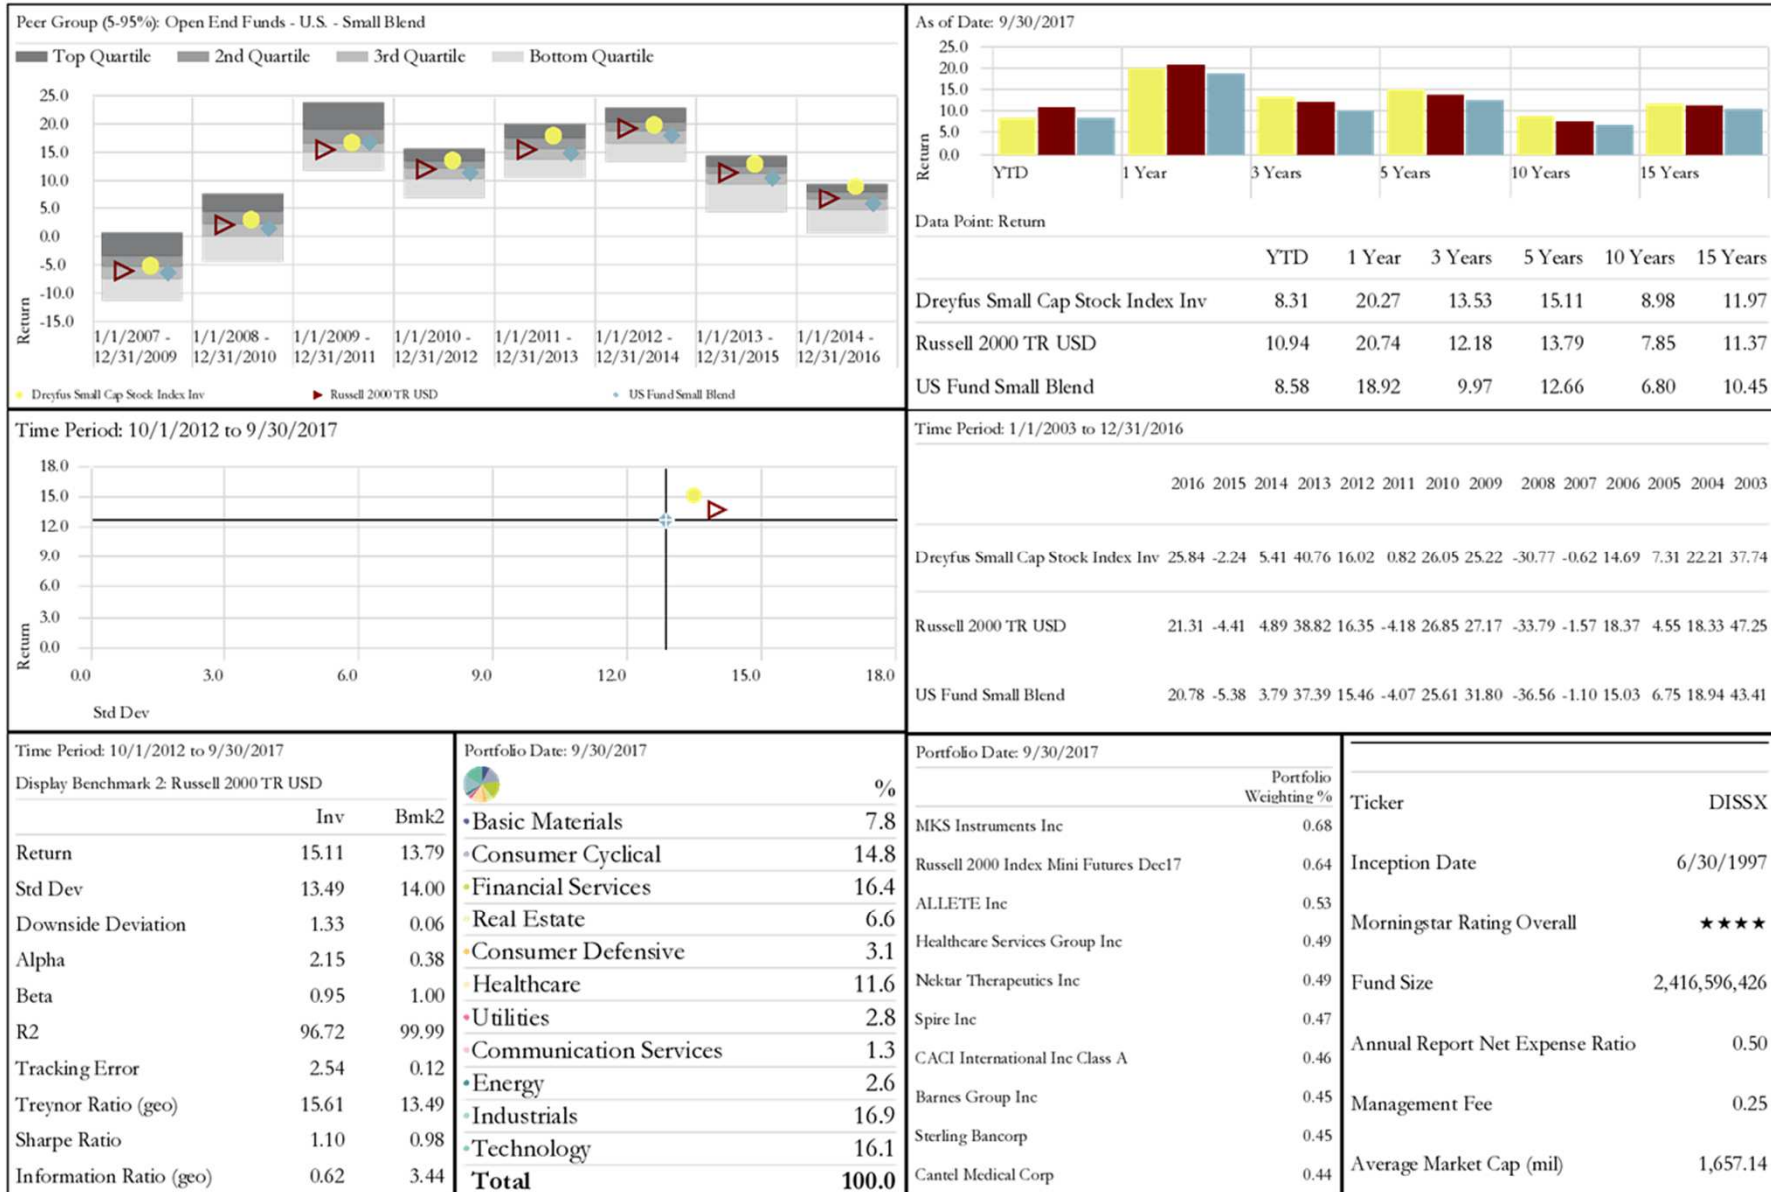 Peer Group (5-95%): Open End Funds - U.S. - Small Blend
Top Quartile 2nd Quartile 3rd Quartile Bottom Quartile
25.0
20.0
15.0
10.0
5.0
0.0
-5.0
-10.0
-15.0
Return
1/1/2007 - 1/1/2008 - 1/1/2009 - 1/1/2010 - 1/1/2011 - 1/1/2012 - 1/1/2013 - 1/1/2014 -
12/31/2009 12/31/2010 12/31/2011 12/31/2012 12/31/2013 12/31/2014 12/31/2015 12/31/2016
Dreyfus Small Cap Stock Index Inv Russell 2000 TR USD US Fund Small Blend
As of Date: 9/30/2017
25.0
20.0
15.0
10.0
5.0
0.0
Return
YTD 1 Year 3 Years 5 Years 10 Years 15 Years
Data Point: Return
YTD 1 Year 3 Years 5 Years 10 Years 15 Years
Dreyfus Small Cap Stock Index Inv 8.31 20.27 13.53 15.11 8.98 11.97
Russell 2000 TR USD 10.94 20.74 12.18 13.79 7.85 11.37
US Fund Small Blend 8.58 18.92 9.97 12.66 6.80 10.45
Time Period: 10/1/2012 to 9/30/2017
18.0
15.0
12.0
9.0
6.0
3.0
0.0
Return
0.0 3.0 6.0 9.0 12.0 15.0 18.0
Std Dev
Time Period: 1/1/2003 to 12/31/2016
2016 2015 2014 2013 2012 2011 2010 2009 2008 2007 2006 2005 2004 2003
Dreyfus Small Cap Stock Index Inv 25.84 -2.24 5.41 40.76 16.02 0.82 26.05 25.22 -30.77 -0.62 14.69 7.31 22.21 37.74
Russell 2000 TR USD 21.31 -4.41 4.89 38.82 16.35 -4.18 26.85 27.17 -33.79 -1.57 18.37 4.55 18.33 47.25
US Fund Small Blend 20.78 -5.38 3.79 37.39 15.46 -4.07 25.61 31.80 -36.56 -1.10 15.03 6.75 18.94 43.41
Time Period: 10/1/2012 to 9/30/2017
Display Benchmark 2: Russell 2000 TR USD
Inv Bmk2
Return 15.11 13.79
Std Dev 13.49 14.00
Downside Deviation 1.33 0.06
Alpha 2.15 0.38
Beta 0.95 1.00
R2 96.72 99.99
Tracking Error 2.54 0.12
Treynor Ratio (geo) 15.61 13.49
Sharpe Ratio 1.10 0.98
Information Ratio (geo) 0.62 3.44
Portfolio Date: 9/30/2017
%
Basic Materials 7.8
Consumer Cyclical 14.8
Financial Services 16.4
Real Estate 6.6
Consumer Defensive 3.1
Healthcare 11.6
Utilities 2.8
Communication Services 1.3
Energy 2.6
Industrials 16.9
Technology 16.1
Total 100.0
Portfolio Date: 9/30/2017
Portfolio
Weighting %
MKS Instruments Inc 0.68
Russell 2000 Index Mini Futures Dec17 0.64
ALLETE Inc 0.53
Healthcare Services Group Inc 0.49
Nektar Therapeutics Inc 0.49
Spire Inc 0.47
CACI International Inc Class A 0.46
Barnes Group Inc 0.45
Sterling Bancorp 0.45
Cantel Medical Corp 0.44
Ticker DISSX
Inception Date 6/30/1997
Morningstar Rating Overall ★★★★
Fund Size 2,416,596,426
Annual Report Net Expense Ratio 0.50
Management Fee 0.25
Average Market Cap (mil) 1,657.14